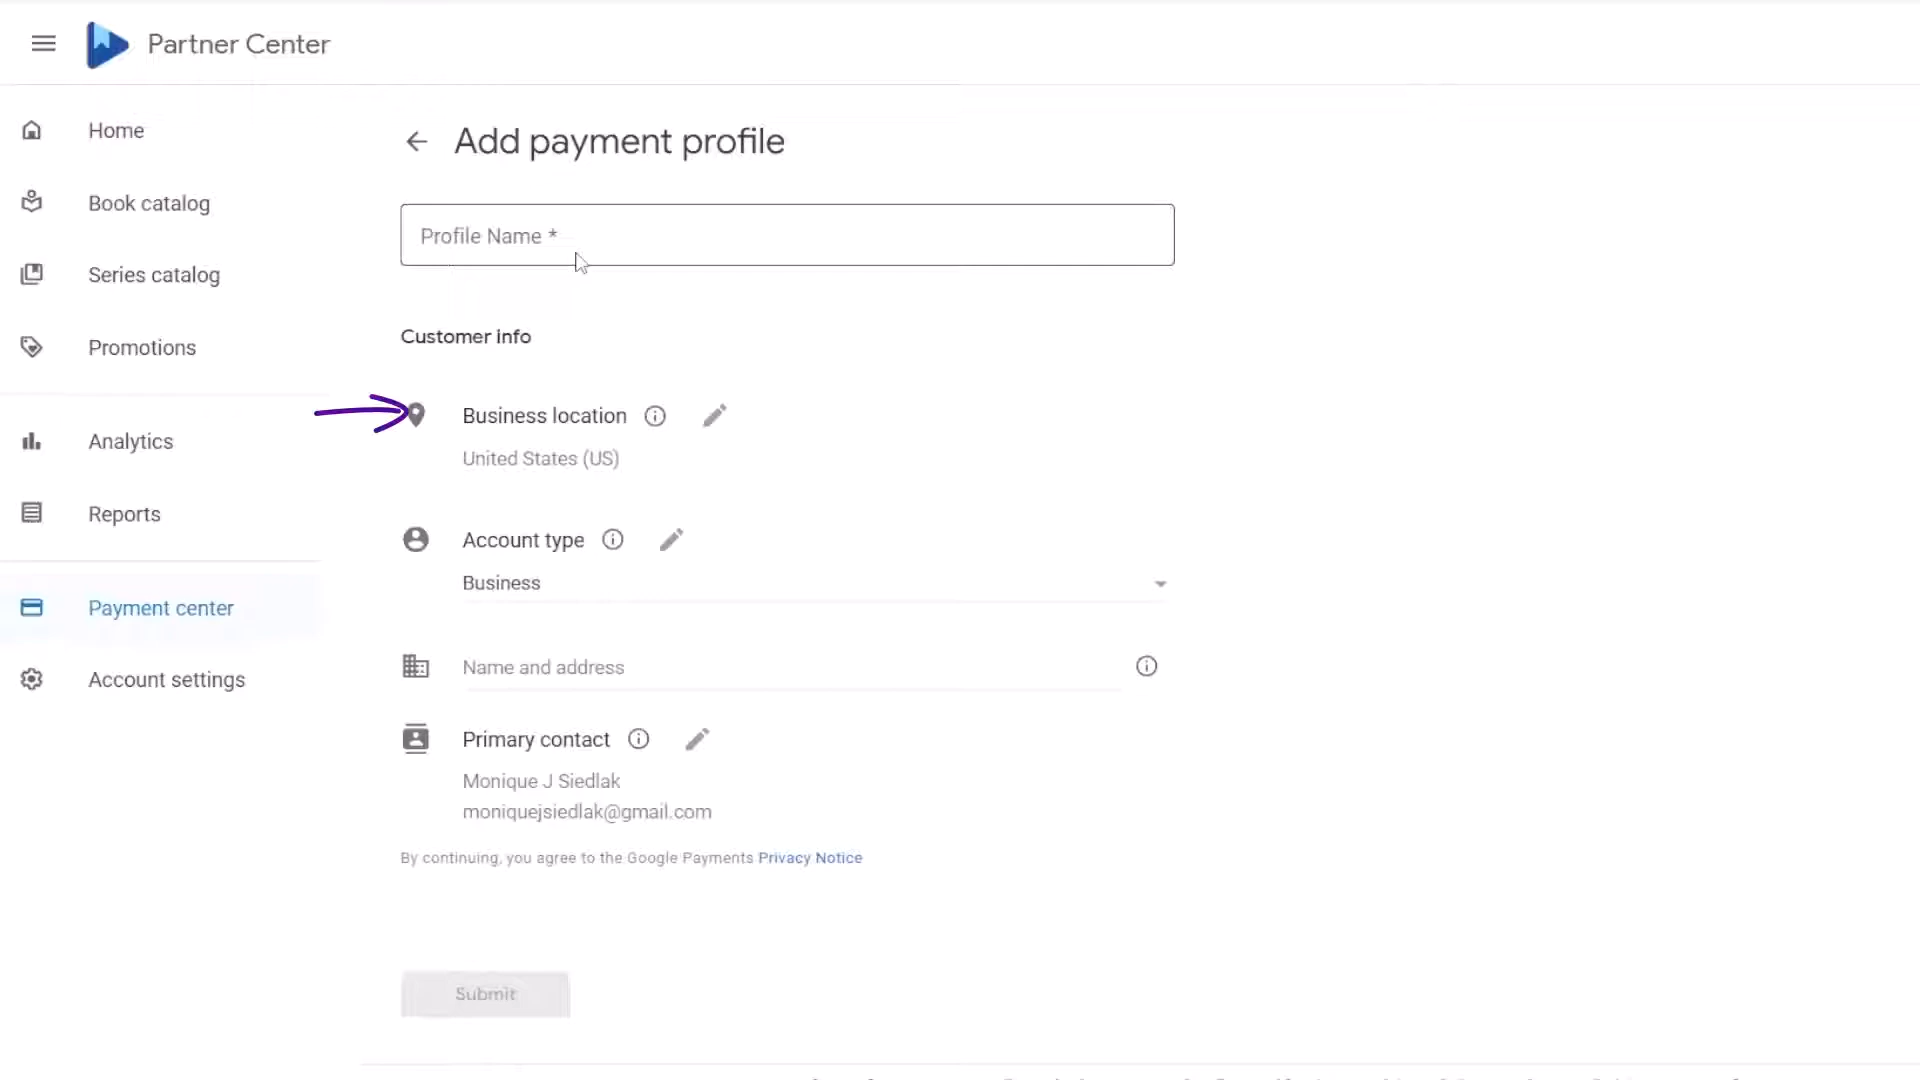 Partner Center
Home
Book catalog
Series catalog
Promotions
Analytics
Reports
Payment center
Account settings
Add payment profile
Profile Name *
Customer info
Business location
United States (US)
Account type
Business
Name and address
Primary contact
Monique J Siedlak
moniquejsiedlak@gmail.com
By continuing, you agree to the Google Payments Privacy Notice
Submit